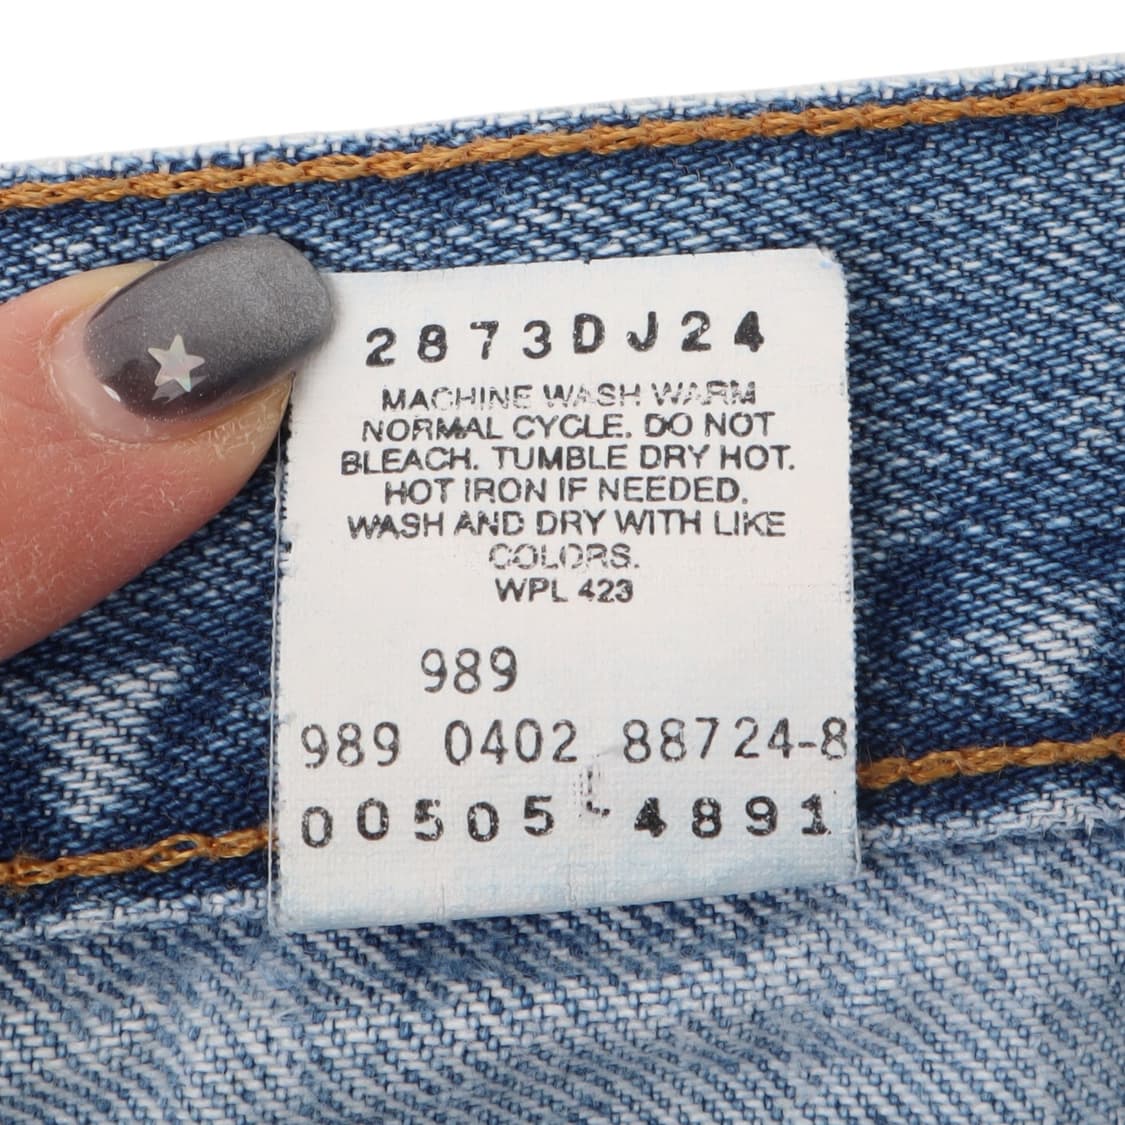 2873DJ24
MACHINE WASH WARM
NORMAL CYCLE. DO NOT
BLEACH. TUMBLE DRY HOT.
HOT IRON IF NEEDED.
WASH AND DRY WITH LIKE
COLORS.
WPL 423
989
989 0402 88724-8
00505 4891